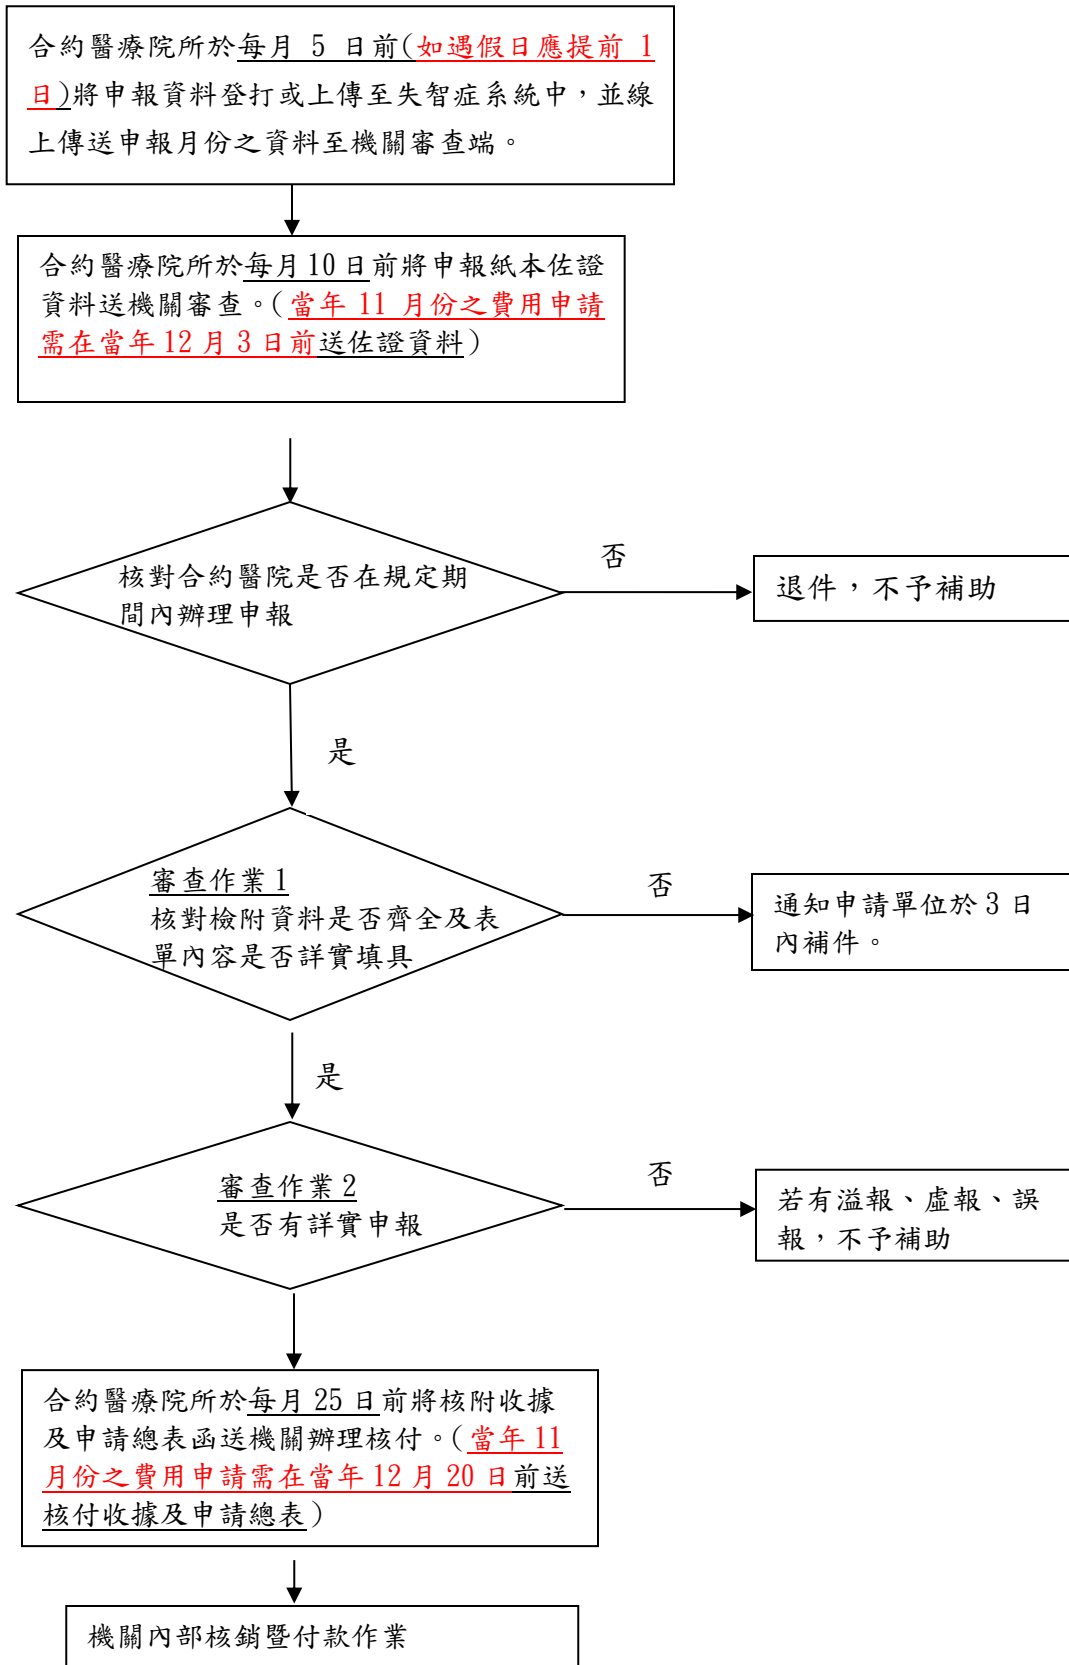 合約醫療院所於每月 5 日前(如遇假日應提前 1
日)將申報資料登打或上傳至失智症系統中，並線
上傳送申報月份之資料至機關審查端。
合約醫療院所於每月10日前將申報紙本佐證
資料送機關審查。(當年 11 月份之費用申請
需在當年 12 月 3 日前送佐證資料)
核對合約醫院是否在規定期
間內辦理申報
否
退件，不予補助
是
審查作業 1
核對檢附資料是否齊全及表
單內容是否詳實填具
否
通知申請單位於 3 日
內補件。
是
審查作業 2
是否有詳實申報
否
若有溢報、虛報、誤
報，不予補助
合約醫療院所於每月 25 日前將核附收據
及申請總表函送機關辦理核付。(當年 11
月份之費用申請需在當年 12 月 20 日前送
核付收據及申請總表)
機關內部核銷暨付款作業